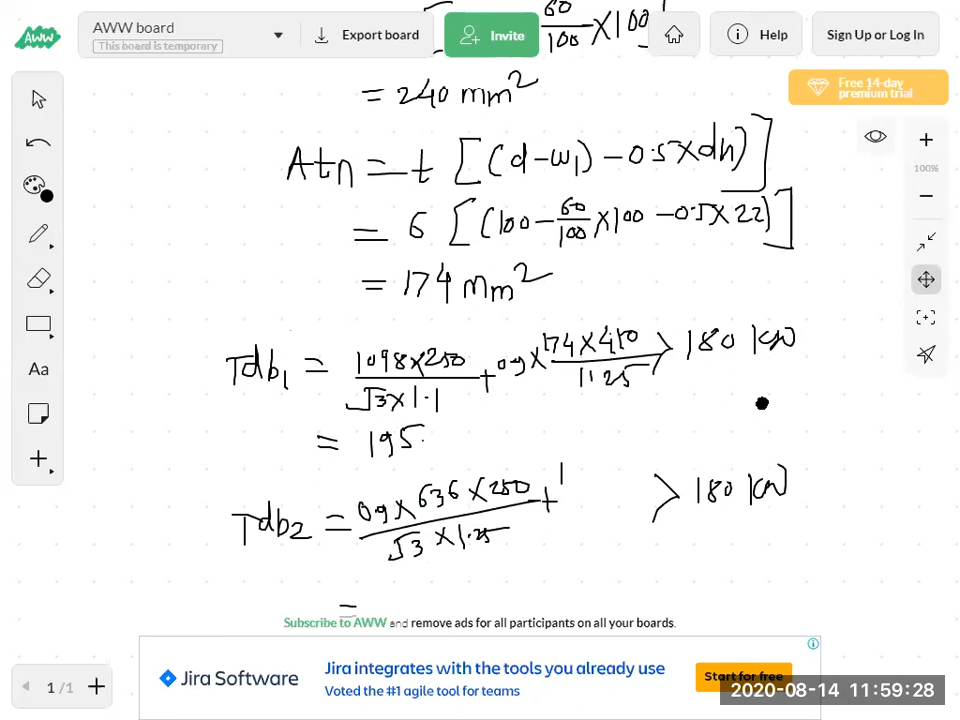 AWW board
This board is temporary
Export board
Invite
Help
Sign Up or Log In
60/100 × 100
= 240 mm²
Free 14-day
premium trial
Atn = t [(d-w1) - 0.5×dh)]
100%
= 6 [(100 - 60/100 × 100 - 0.5×22)]
= 174 mm²
Tdb1 = 1098×250/√3×1.1 + 0.9× 174×410/1.25 > 180 kN
Aa
= 195.
Tdb2 = 0.9×636×250/√3×1.25 + 1 > 180 kN
=
Subscribe to AWW and remove ads for all participants on all your boards.
Jira Software
Jira integrates with the tools you already use
Voted the #1 agile tool for teams
Start for free
1 /1
2020-08-14 11:59:28